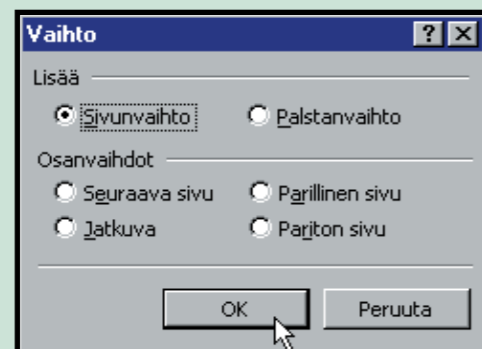 Vaihto
Lisää
Sivunvaihto Palstanvaihto
Osanvaihdot
Seuraava sivu Parillinen sivu
Jatkuva Pariton sivu
OK Peruuta